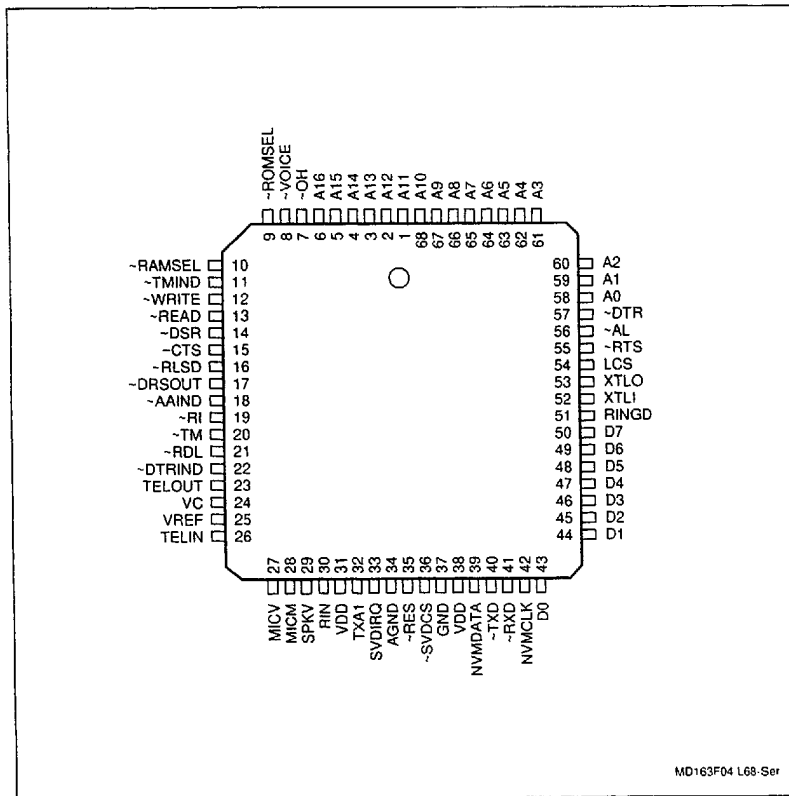 ~ROMSEL
~VOICE
~OH
A16
A15
A14
A13
A12
A11
A10
A9
A8
A7
A6
A5
A4
A3
9 8 7 6 5 4 3 2 1 68 67 66 65 64 63 62 61
~RAMSEL 10
~TMIND 11
~WRITE 12
~READ 13
~DSR 14
~CTS 15
~RLSD 16
~DRSOUT 17
~AAIND 18
~RI 19
~TM 20
~RDL 21
~DTRIND 22
TELOUT 23
VC 24
VREF 25
TELIN 26
60 A2
59 A1
58 A0
57 ~DTR
56 ~AL
55 ~RTS
54 LCS
53 XTLO
52 XTLI
51 RINGD
50 D7
49 D6
48 D5
47 D4
46 D3
45 D2
44 D1
27 28 29 30 31 32 33 34 35 36 37 38 39 40 41 42 43
MICV
MICM
SPKV
RIN
VDD
TXA1
SVDIRQ
AGND
~RES
~SVDCS
GND
VDD
NVMDATA
~TXD
~RXD
NVMCLK
D0
MD163F04 L68-Ser